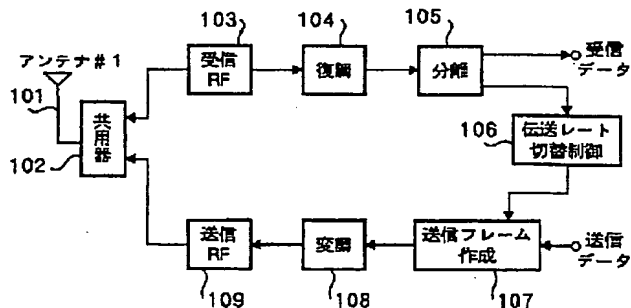 103
104
105
アンテナ#1
受信
RF
復調
分離
受信
データ
101
共
用
器
102
106
伝送レート
切替制御
送信
RF
変調
送信フレーム
作成
送信
データ
109
108
107